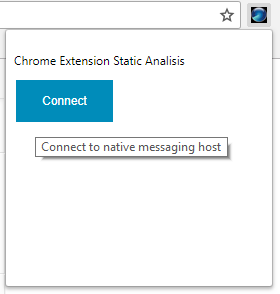 Chrome Extension Static Analisis
Connect
Connect to native messaging host